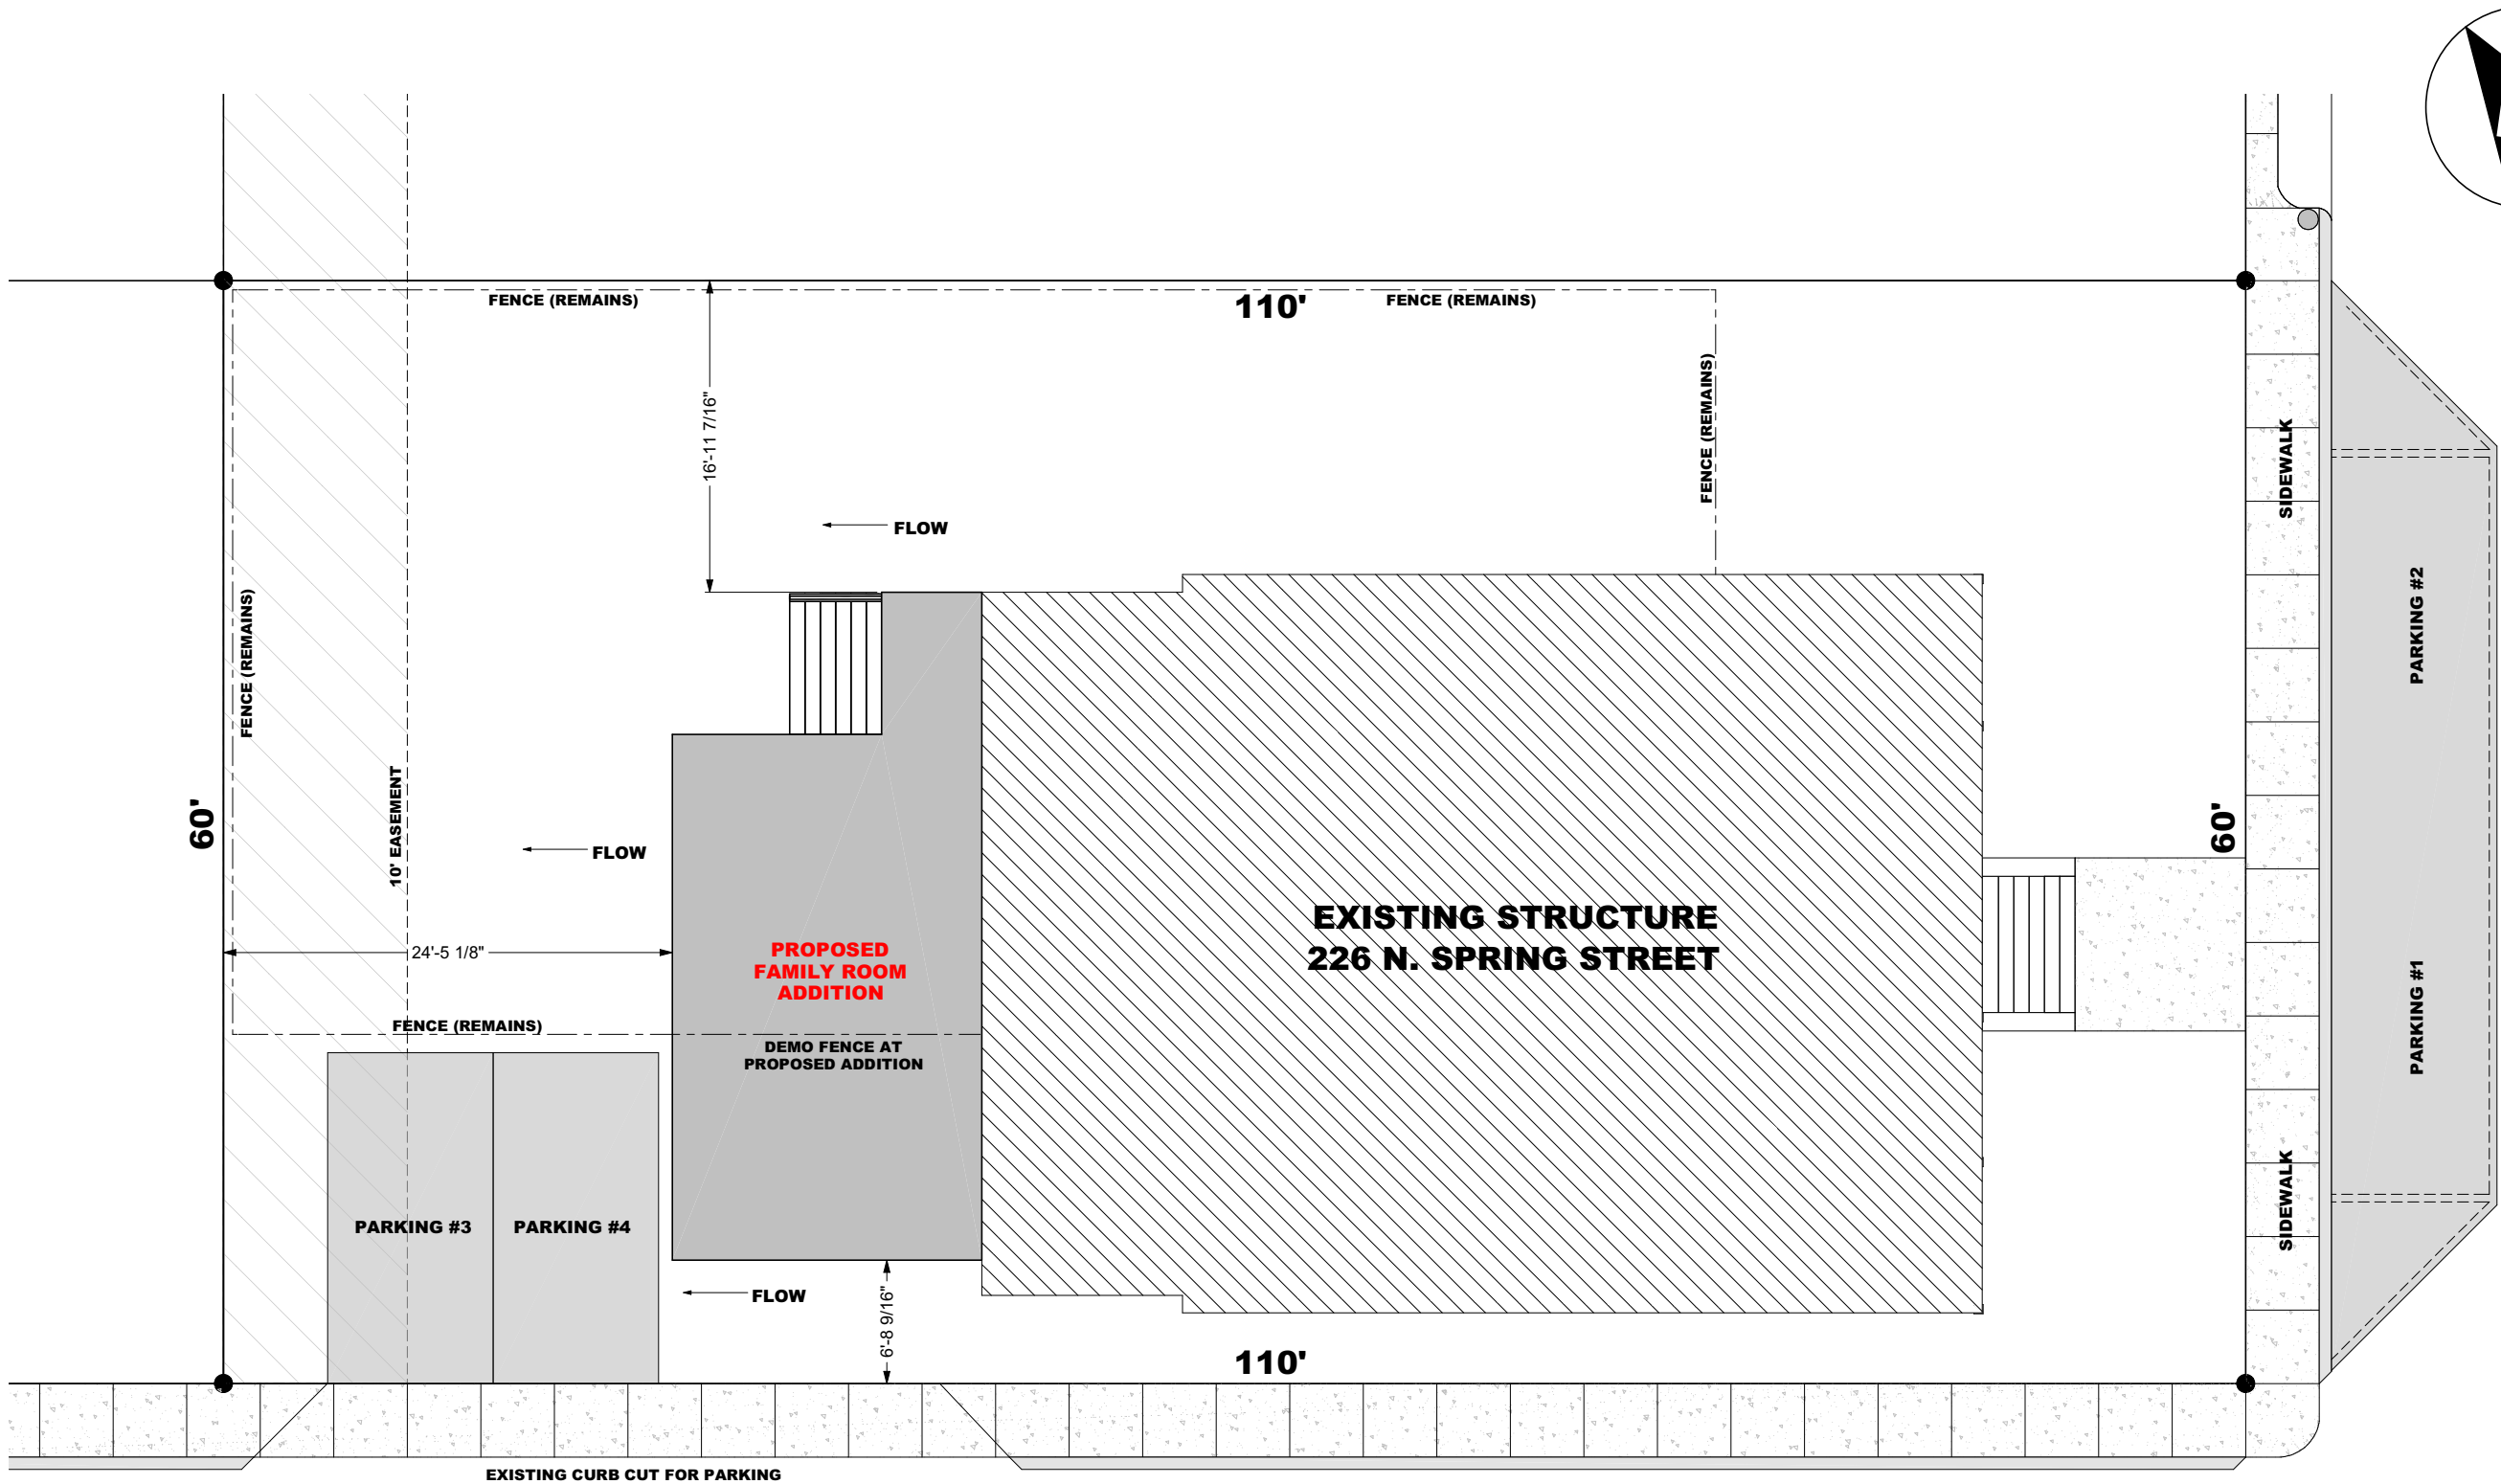 FENCE (REMAINS)
110'
FENCE (REMAINS)
16'-11 7/16"
FENCE (REMAINS)
SIDEWALK
FLOW
PARKING #2
FENCE (REMAINS)
60'
10' EASEMENT
FLOW
60'
EXISTING STRUCTURE
226 N. SPRING STREET
24'-5 1/8"
PROPOSED
FAMILY ROOM
ADDITION
FENCE (REMAINS)
DEMO FENCE AT
PROPOSED ADDITION
PARKING #1
PARKING #3
PARKING #4
SIDEWALK
FLOW
6'-8 9/16"
110'
EXISTING CURB CUT FOR PARKING